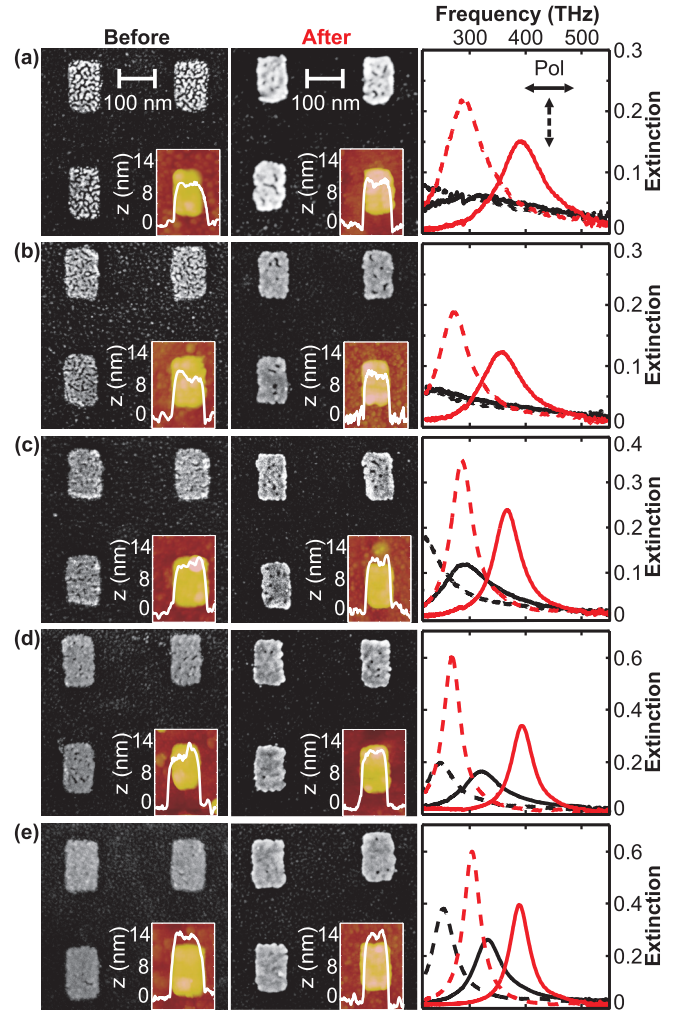 Frequency (THz)
Before After 300 400 500
(a) 100 nm 100 nm Pol 0.3
0.2
0.1
0
Extinction
14
8
0
z (nm)
14
8
0
z (nm)
(b) 0.3
0.2
0.1
0
Extinction
14
8
0
z (nm)
14
8
0
z (nm)
(c) 0.4
0.3
0.2
0.1
0
Extinction
14
8
0
z (nm)
14
8
0
z (nm)
(d) 0.6
0.4
0.2
0
Extinction
14
8
0
z (nm)
14
8
0
z (nm)
(e) 0.6
0.4
0.2
0
Extinction
14
8
0
z (nm)
14
8
0
z (nm)